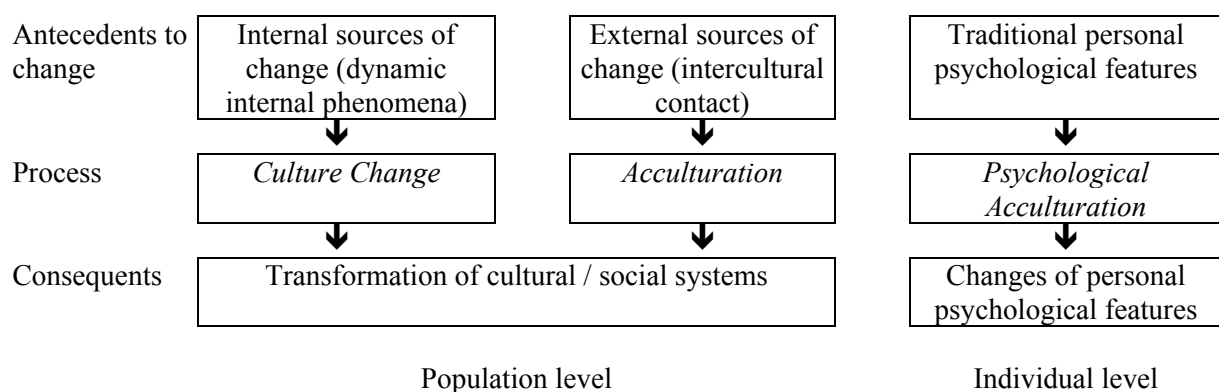 Antecedents to
change
Internal sources of
change (dynamic
internal phenomena)
External sources of
change (intercultural
contact)
Traditional personal
psychological features
Process
Culture Change
Acculturation
Psychological
Acculturation
Consequents
Transformation of cultural / social systems
Changes of personal
psychological features
Population level
Individual level